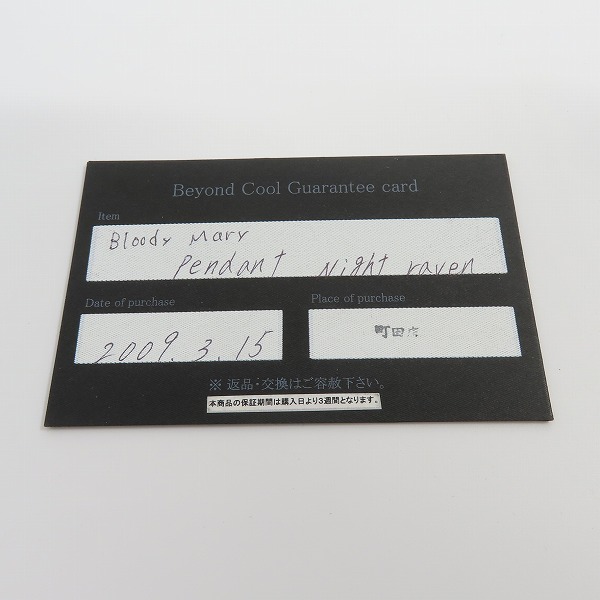 Beyond Cool Guarantee card
Item
Bloody Mary
Pendant Night raven
Date of purchase
Place of purchase
2009.3.15
町田店
※ 返品・交換はご容赦下さい。
本商品の保証期間は購入日より3週間となります。